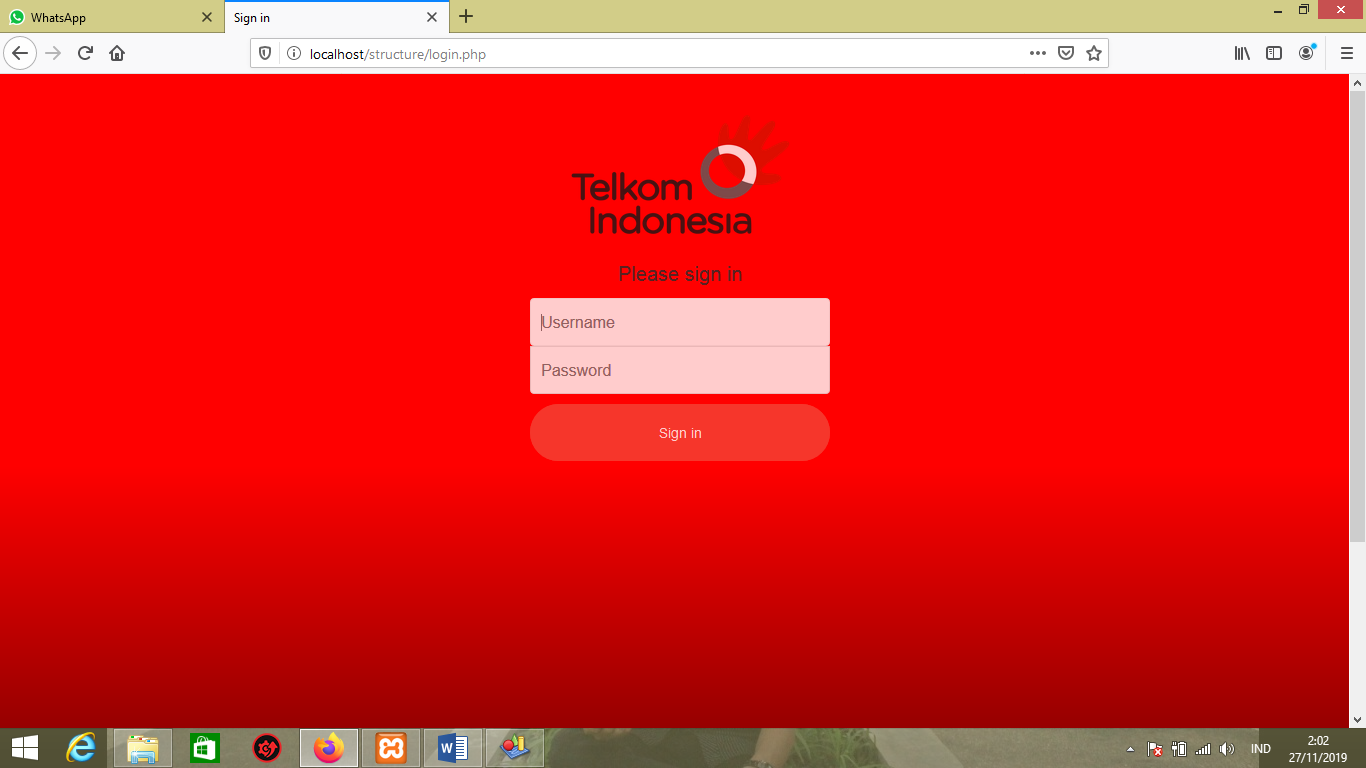 WhatsApp
Sign in
localhost/structure/login.php
Telkom
Indonesia
Please sign in
Username
Password
Sign in
IND
2:02
27/11/2019